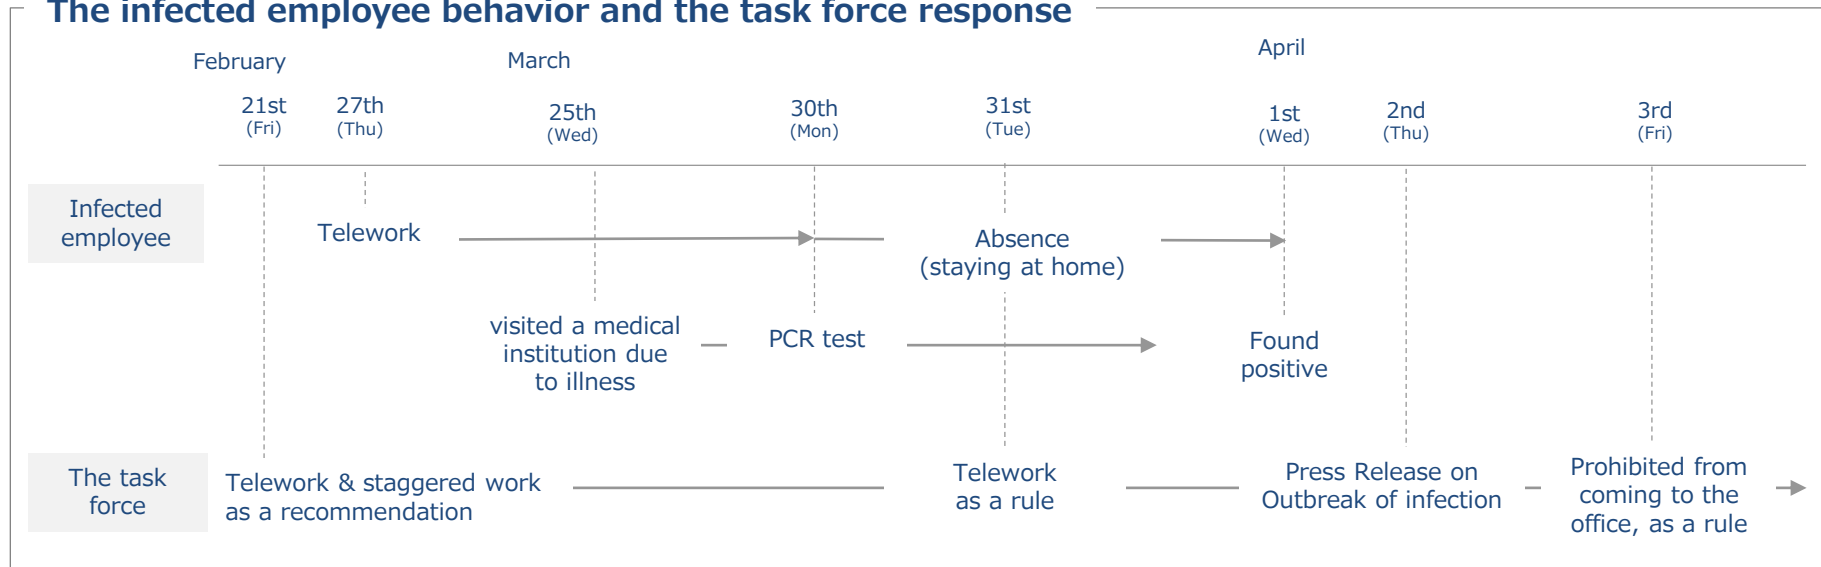 The infected employee behavior and the task force response
February
March
April
21st
(Fri)
27th
(Thu)
25th
(Wed)
30th
(Mon)
31st
(Tue)
1st
(Wed)
2nd
(Thu)
3rd
(Fri)
Infected
employee
Telework
Absence
(staying at home)
visited a medical
institution due
to illness
PCR test
Found
positive
The task
force
Telework & staggered work
as a recommendation
Telework
as a rule
Press Release on
Outbreak of infection
Prohibited from
coming to the
office, as a rule